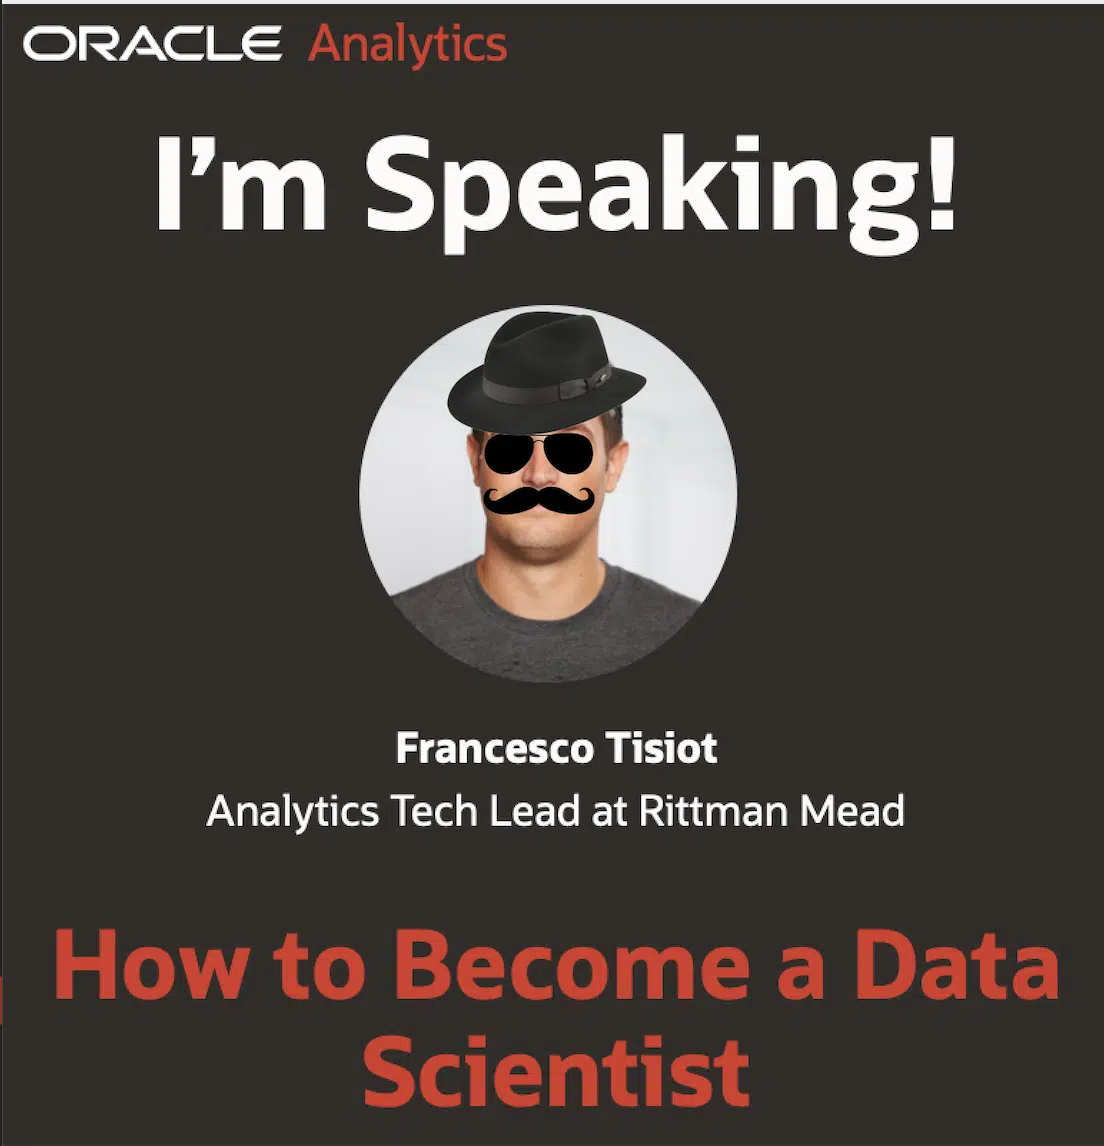 ORACLE Analytics
I’m Speaking!
Francesco Tisiot
Analytics Tech Lead at Rittman Mead
How to Become a Data
Scientist